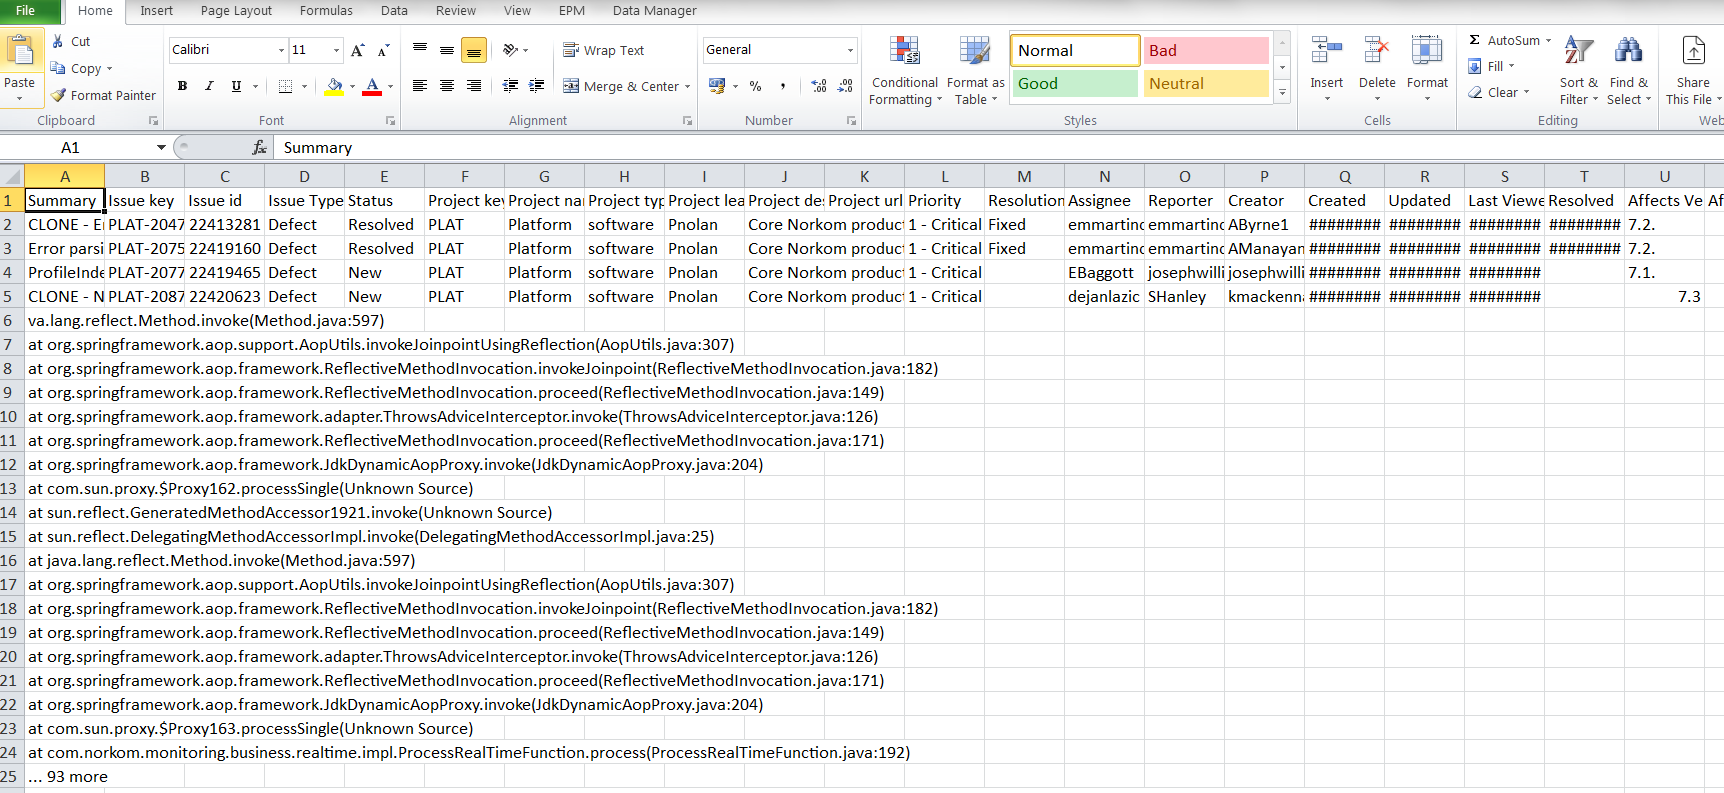 File Home Insert Page Layout Formulas Data Review View EPM Data Manager
Cut
Calibri 11 A A
Wrap Text
General
Normal Bad
AutoSum
Copy
Fill
Paste
Format Painter
B I U A
Merge & Center
% ,
Conditional Formatting
Format as Table
Good Neutral
Insert Delete Format
Clear
Sort & Filter
Find & Select
Share This File
Clipboard Font Alignment Number Styles Cells Editing Web
A1 fx Summary
A B C D E F G H I J K L M N O P Q R S T U
1 Summary Issue key Issue id Issue Type Status Project key Project nar Project typ Project lea Project des Project url Priority Resolution Assignee Reporter Creator Created Updated Last Viewe Resolved Affects Ve Af
2 CLONE - Er PLAT-2047 22413281 Defect Resolved PLAT Platform software Pnolan Core Norkom product 1 - Critical Fixed emmartinc emmartinc AByrne1 ######## ######## ######## ######## 7.2.
3 Error parsi PLAT-2075 22419160 Defect Resolved PLAT Platform software Pnolan Core Norkom product 1 - Critical Fixed emmartinc emmartinc AManayan ######## ######## ######## ######## 7.2.
4 ProfileInde PLAT-2077 22419465 Defect New PLAT Platform software Pnolan Core Norkom product 1 - Critical EBaggott josephwilli josephwilli ######## ######## ######## 7.1.
5 CLONE - N PLAT-2087 22420623 Defect New PLAT Platform software Pnolan Core Norkom product 1 - Critical dejanlazic SHanley kmackenna ######## ######## ######## 7.3
6 va.lang.reflect.Method.invoke(Method.java:597)
7 at org.springframework.aop.support.AopUtils.invokeJoinpointUsingReflection(AopUtils.java:307)
8 at org.springframework.aop.framework.ReflectiveMethodInvocation.invokeJoinpoint(ReflectiveMethodInvocation.java:182)
9 at org.springframework.aop.framework.ReflectiveMethodInvocation.proceed(ReflectiveMethodInvocation.java:149)
10 at org.springframework.aop.framework.adapter.ThrowsAdviceInterceptor.invoke(ThrowsAdviceInterceptor.java:126)
11 at org.springframework.aop.framework.ReflectiveMethodInvocation.proceed(ReflectiveMethodInvocation.java:171)
12 at org.springframework.aop.framework.JdkDynamicAopProxy.invoke(JdkDynamicAopProxy.java:204)
13 at com.sun.proxy.$Proxy162.processSingle(Unknown Source)
14 at sun.reflect.GeneratedMethodAccessor1921.invoke(Unknown Source)
15 at sun.reflect.DelegatingMethodAccessorImpl.invoke(DelegatingMethodAccessorImpl.java:25)
16 at java.lang.reflect.Method.invoke(Method.java:597)
17 at org.springframework.aop.support.AopUtils.invokeJoinpointUsingReflection(AopUtils.java:307)
18 at org.springframework.aop.framework.ReflectiveMethodInvocation.invokeJoinpoint(ReflectiveMethodInvocation.java:182)
19 at org.springframework.aop.framework.ReflectiveMethodInvocation.proceed(ReflectiveMethodInvocation.java:149)
20 at org.springframework.aop.framework.adapter.ThrowsAdviceInterceptor.invoke(ThrowsAdviceInterceptor.java:126)
21 at org.springframework.aop.framework.ReflectiveMethodInvocation.proceed(ReflectiveMethodInvocation.java:171)
22 at org.springframework.aop.framework.JdkDynamicAopProxy.invoke(JdkDynamicAopProxy.java:204)
23 at com.sun.proxy.$Proxy163.processSingle(Unknown Source)
24 at com.norkom.monitoring.business.realtime.impl.ProcessRealTimeFunction.process(ProcessRealTimeFunction.java:192)
25 ... 93 more